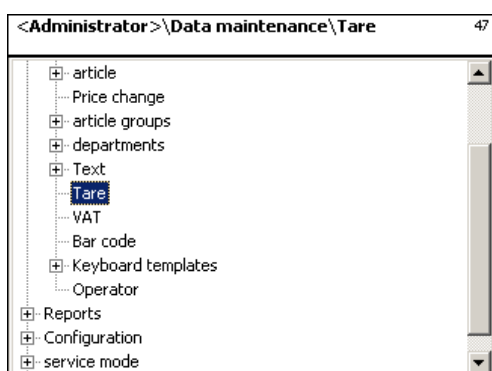 <Administrator>\Data maintenance\Tare 47
article
Price change
article groups
departments
Text
Tare
VAT
Bar code
Keyboard templates
Operator
Reports
Configuration
service mode